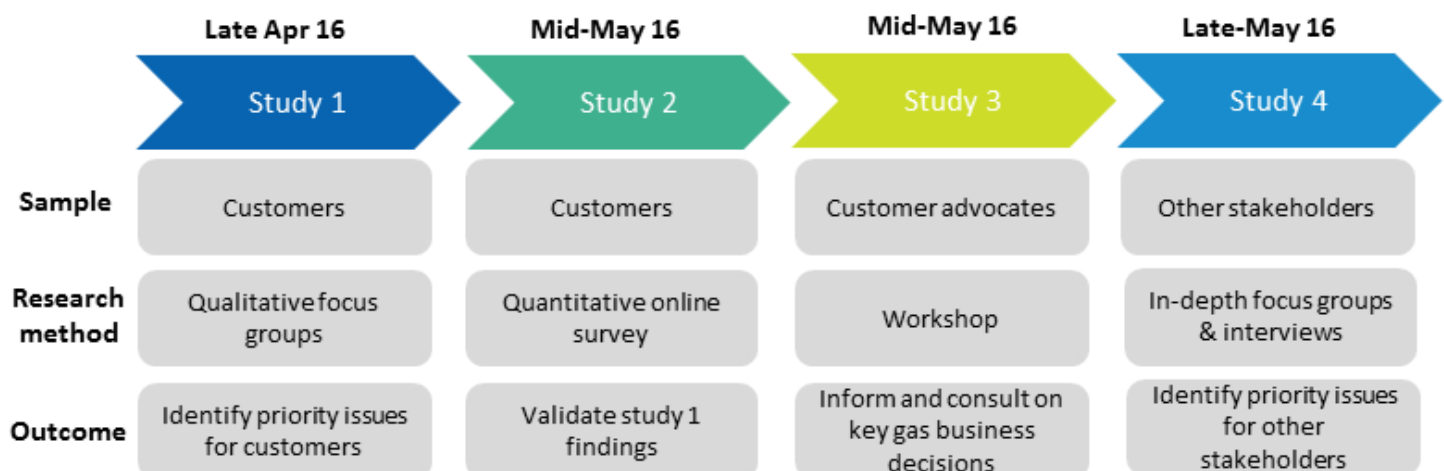 Late Apr 16
Mid-May 16
Mid-May 16
Late-May 16
Study 1
Study 2
Study 3
Study 4
Sample
Customers
Customers
Customer advocates
Other stakeholders
Research
method
Qualitative focus
groups
Quantitative online
survey
Workshop
In-depth focus groups
& interviews
Outcome
Identify priority issues
for customers
Validate study 1
findings
Inform and consult on
key gas business
decisions
Identify priority issues
for other
stakeholders